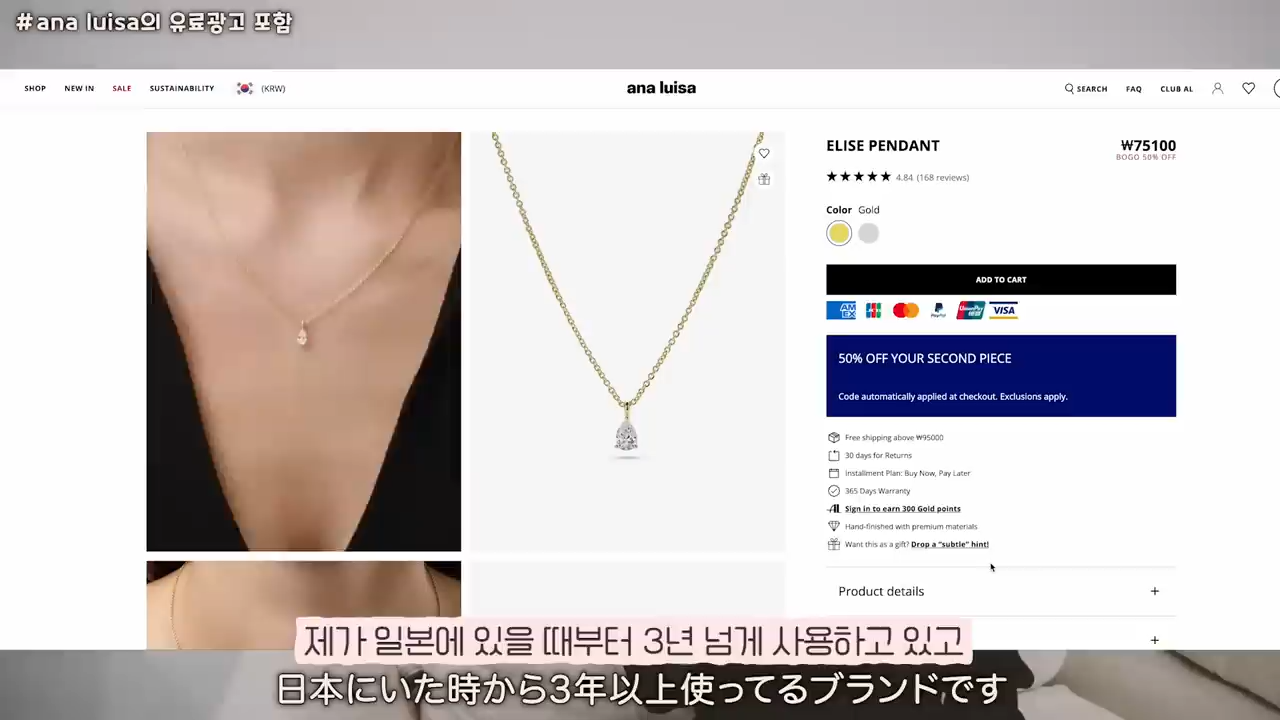 #ana luisa의 유료광고 포함
SHOP NEW IN SALE SUSTAINABILITY (KRW)
ana luisa
SEARCH FAQ CLUB AL
ELISE PENDANT
₩75100
BOGO 50% OFF
★★★★★ 4.84 (168 reviews)
Color Gold
ADD TO CART
AMEX JCB PayPal UnionPay VISA
50% OFF YOUR SECOND PIECE
Code automatically applied at checkout. Exclusions apply.
Free shipping above ₩95000
30 days for Returns
Installment Plan: Buy Now, Pay Later
365 Days Warranty
AL Sign in to earn 300 Gold points
Hand-finished with premium materials
Want this as a gift? Drop a "subtle" hint!
Product details +
+
제가 일본에 있을 때부터 3년 넘게 사용하고 있고
日本にいた時から3年以上使ってるブランドです